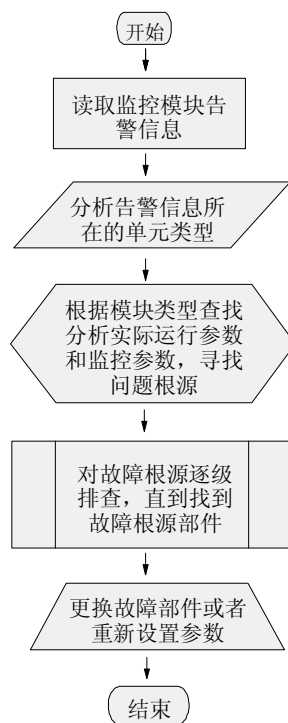 开始
读取监控模块告
警信息
分析告警信息所
在的单元类型
根据模块类型查找
分析实际运行参数
和监控参数，寻找
问题根源
对故障根源逐级
排查，直到找到
故障根源部件
更换故障部件或者
重新设置参数
结束